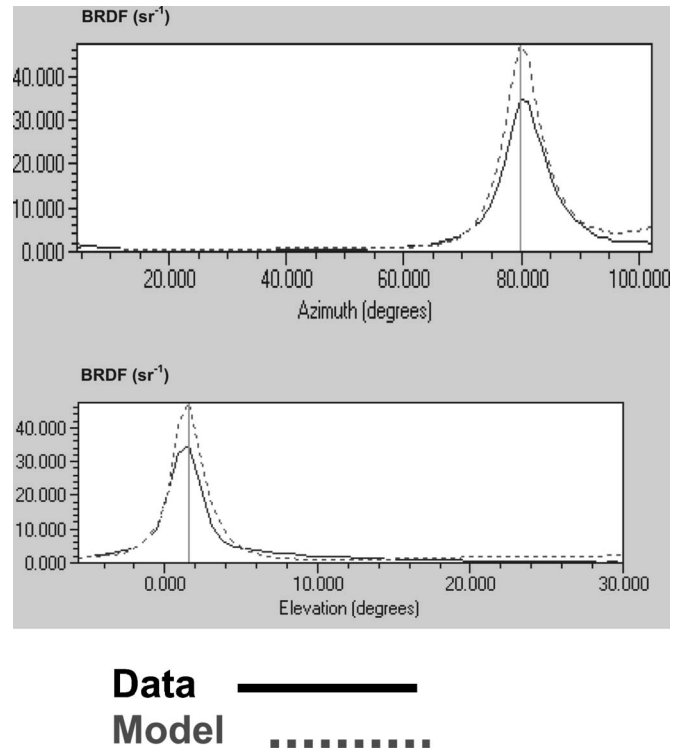 BRDF (sr-1)
40.000
30.000
20.000
10.000
0.000
20.000 40.000 60.000 80.000 100.000
Azimuth (degrees)
BRDF (sr-1)
40.000
30.000
20.000
10.000
0.000
0.000 10.000 20.000 30.000
Elevation (degrees)
Data
Model